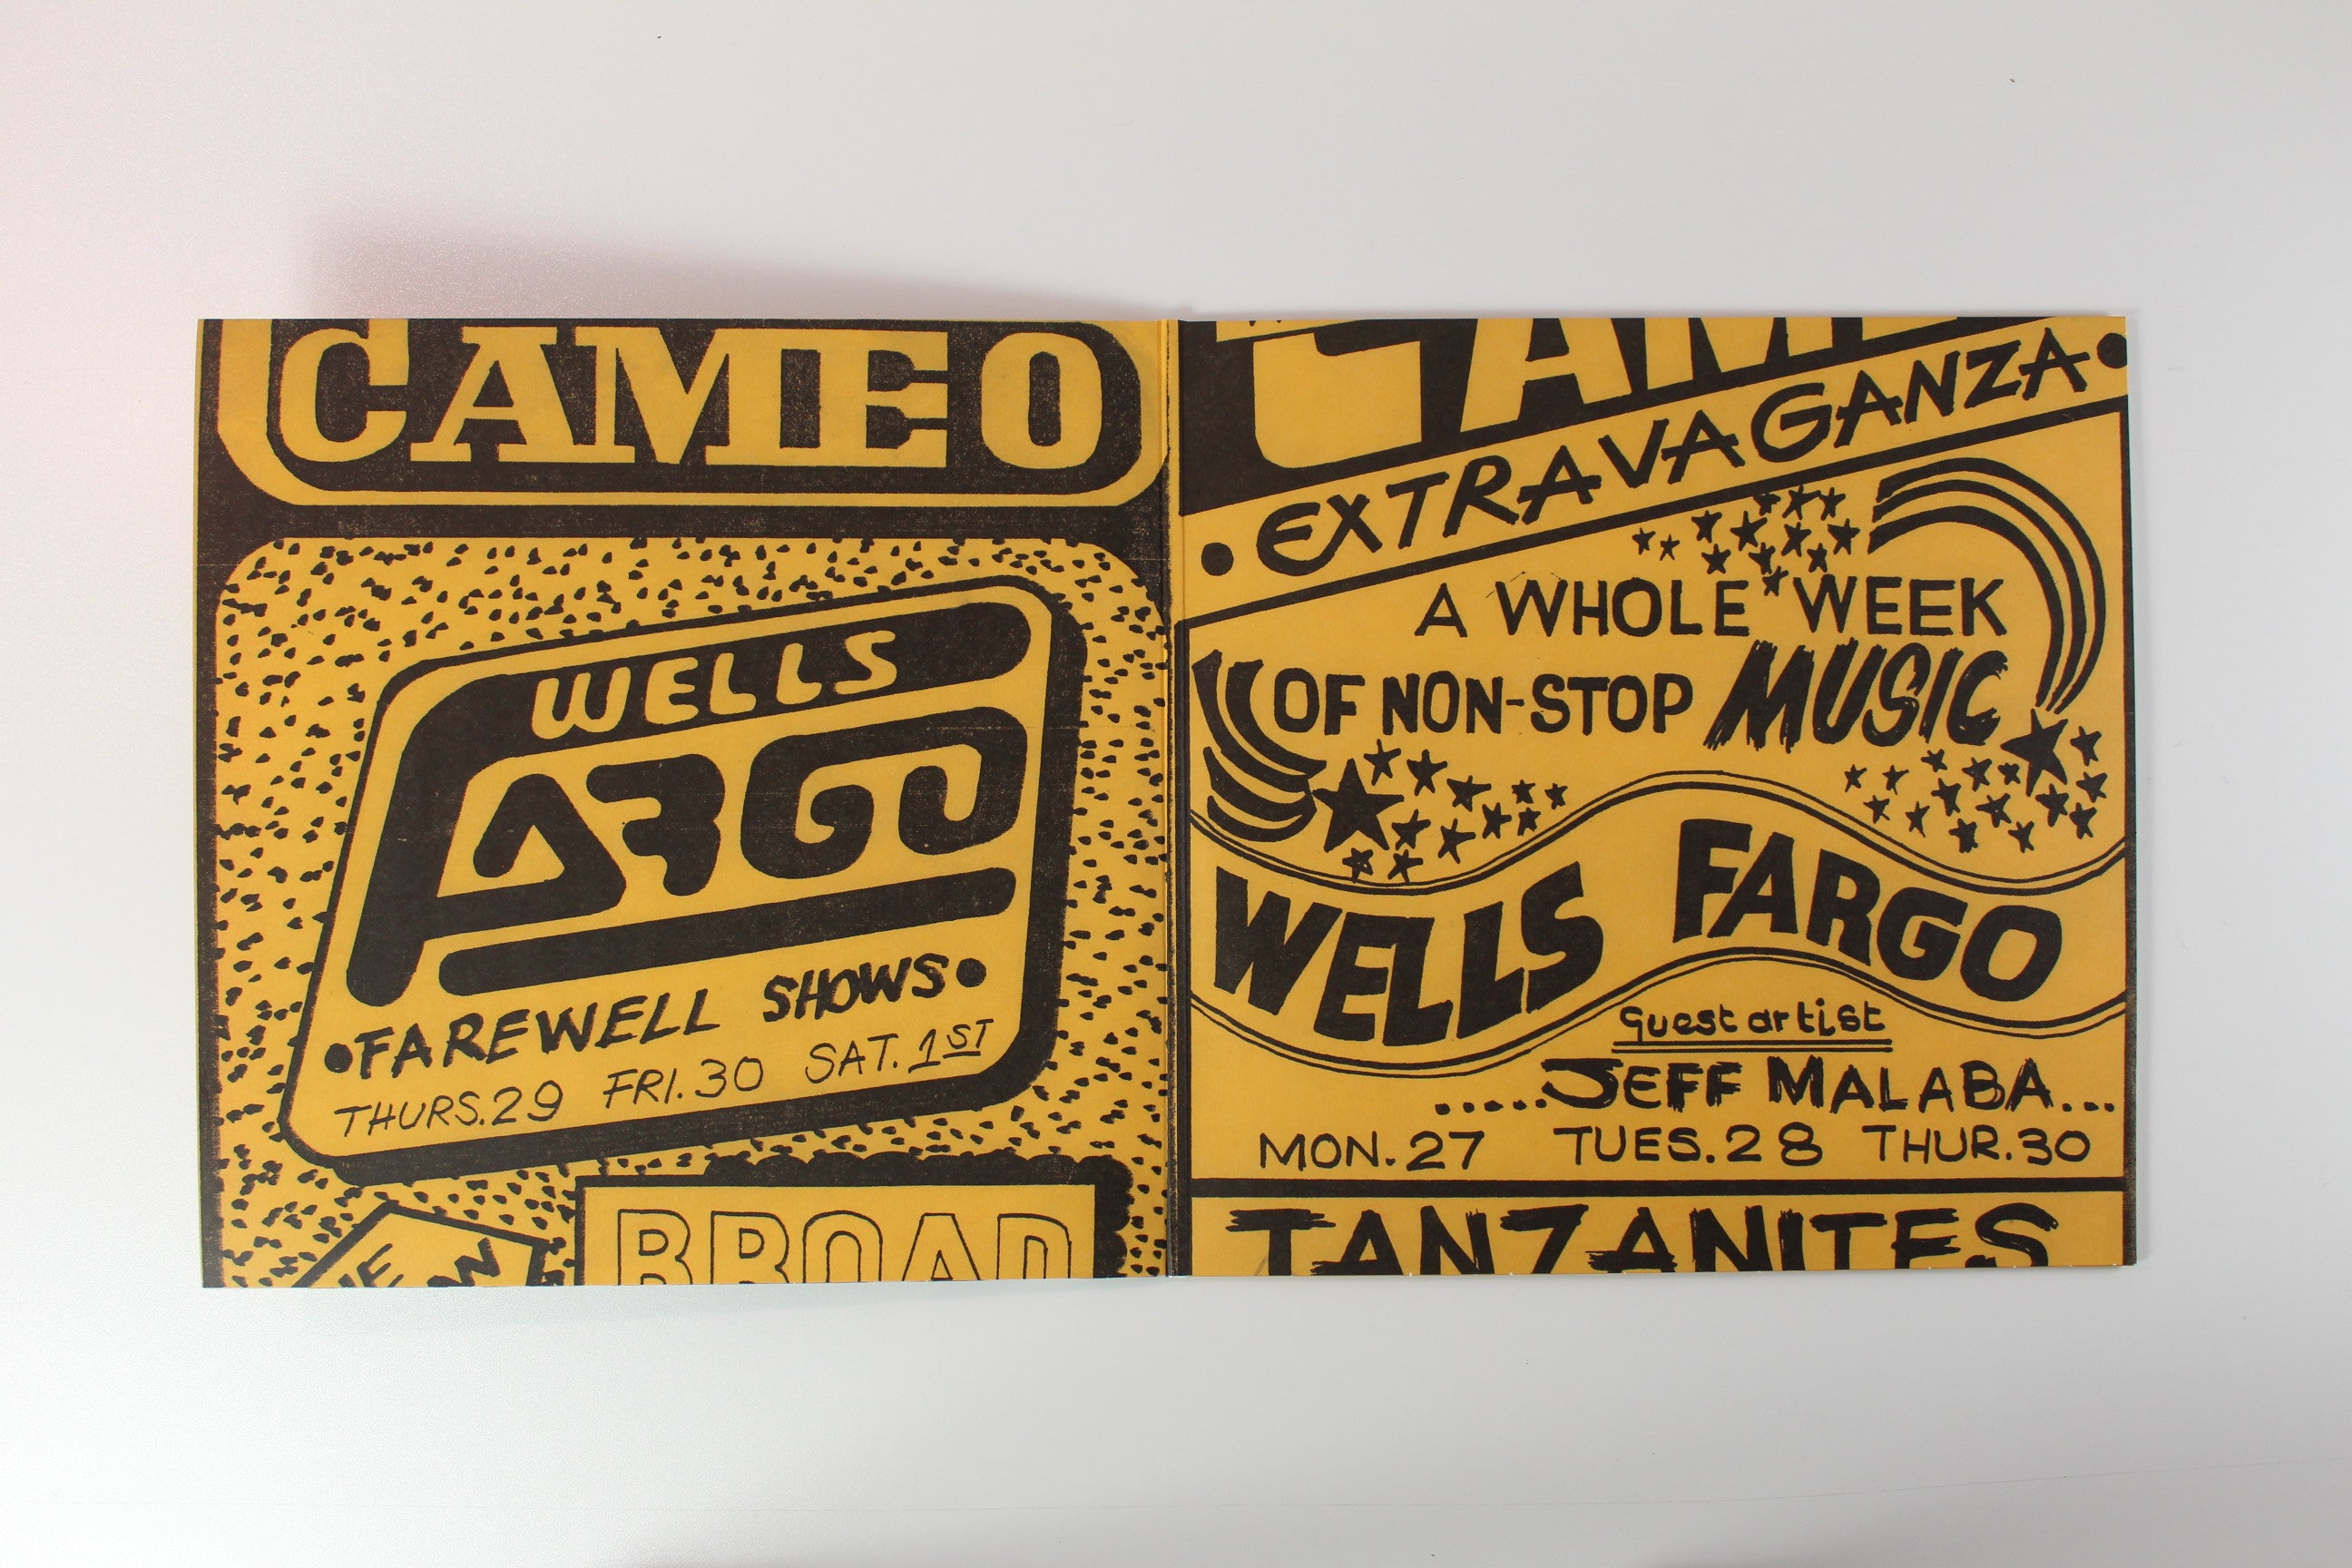 CAMEO
WELLS
FARGO
•FAREWELL SHOWS•
THURS.29 FRI.30 SAT. 1ST
BROAD
•EXTRAVAGANZA•
A WHOLE WEEK
OF NON-STOP MUSIC
WELLS FARGO
guest artist
.....JEFF MALABA...
MON.27 TUES.28 THUR.30
TANZANITES